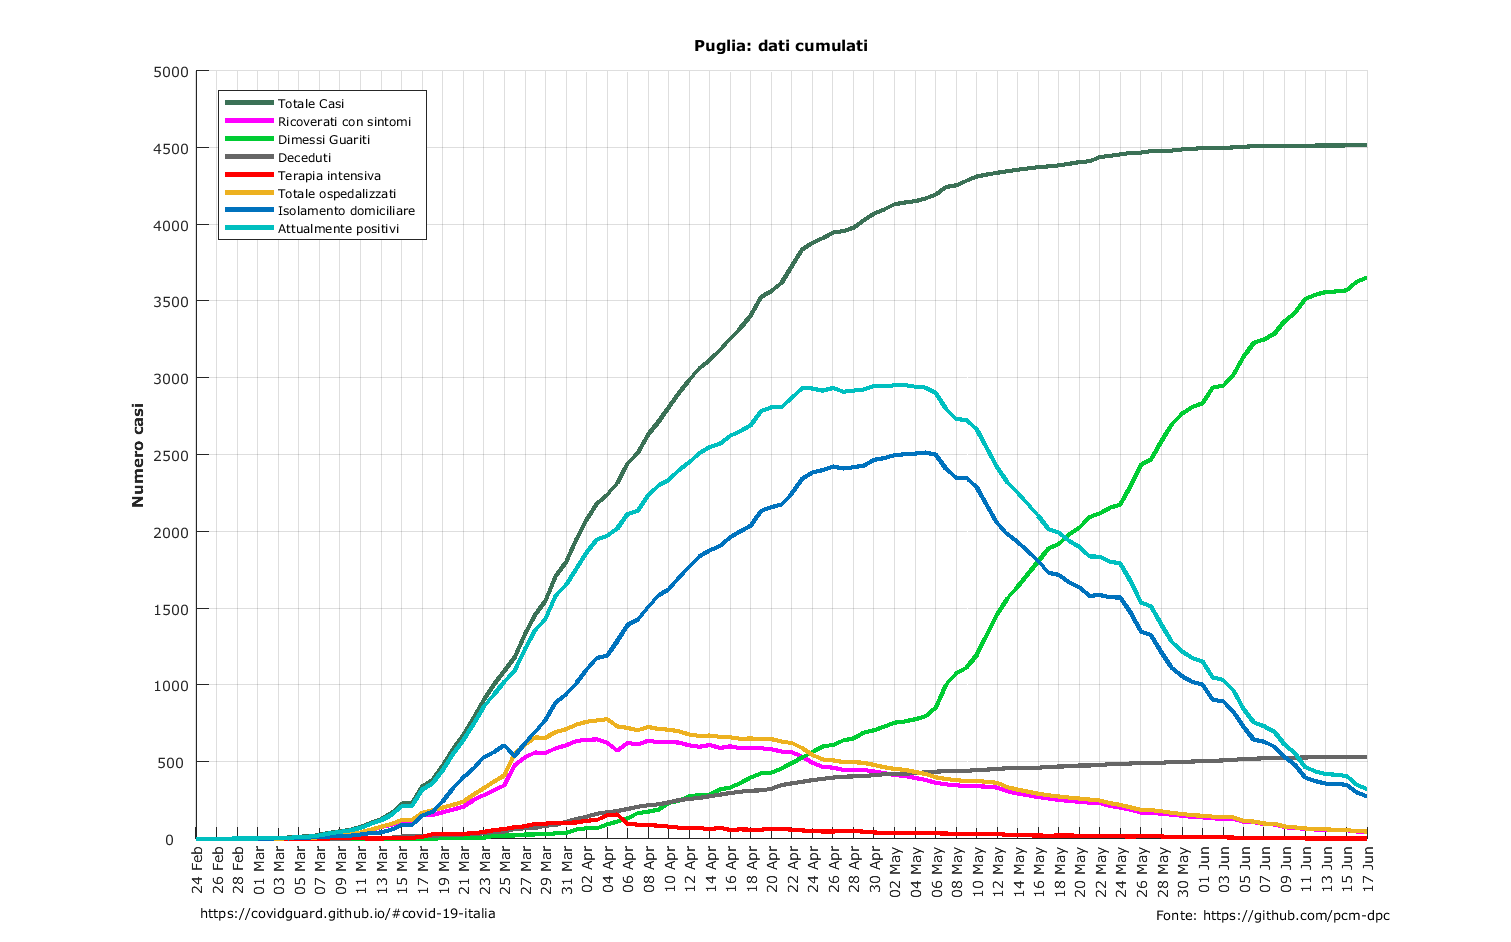 Puglia: dati cumulati
5000
4500
4000
3500
3000
2500
2000
1500
1000
500
0
Numero casi
Totale Casi
Ricoverati con sintomi
Dimessi Guariti
Deceduti
Terapia intensiva
Totale ospedalizzati
Isolamento domiciliare
Attualmente positivi
24 Feb
26 Feb
28 Feb
01 Mar
03 Mar
05 Mar
07 Mar
09 Mar
11 Mar
13 Mar
15 Mar
17 Mar
19 Mar
21 Mar
23 Mar
25 Mar
27 Mar
29 Mar
31 Mar
02 Apr
04 Apr
06 Apr
08 Apr
10 Apr
12 Apr
14 Apr
16 Apr
18 Apr
20 Apr
22 Apr
24 Apr
26 Apr
28 Apr
30 Apr
02 May
04 May
06 May
08 May
10 May
12 May
14 May
16 May
18 May
20 May
22 May
24 May
26 May
28 May
30 May
01 Jun
03 Jun
05 Jun
07 Jun
09 Jun
11 Jun
13 Jun
15 Jun
17 Jun
https://covidguard.github.io/#covid-19-italia
Fonte: https://github.com/pcm-dpc